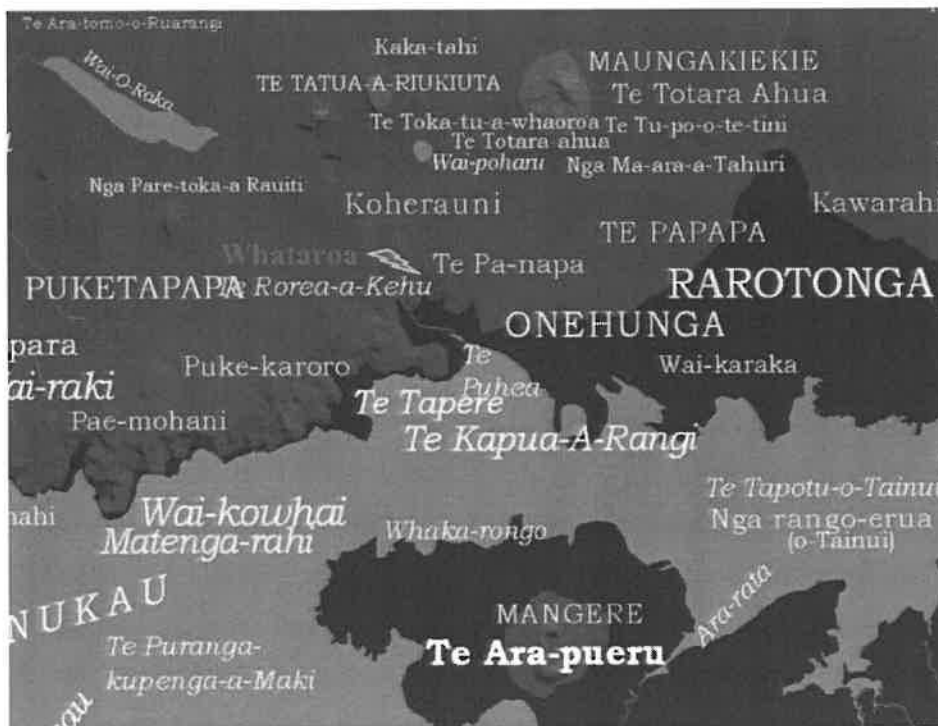 Te Ara-tomo-o-Ruarangi
Kaka-tahi
Wai-O-Raka
TE TATUA-A-RIUKIUTA
MAUNGAKIEKIE
Te Totara Ahua
Te Toka-tu-a-whaoroa
Te Tu-po-o-te-tini
Te Totara-ahua
Wai-poharu
Nga Ma-ara-a-Tahuri
Nga Pare-toka-a Rauiti
Koherauni
Kawarahi
TE PAPAPA
Whataroa
Te Pa-napa
RAROTONGA
PUKETAPAPA
Te Rorea-a-Kehu
ONEHUNGA
para
Puke-karoro
Te
Puhea
Wai-karaka
ai-raki
Te Tapere
Pae-mohani
Te Kapua-A-Rangi
Te Tapotu-o-Tainui
nahi
Wai-kowhai
Whaka-rongo
Nga rango-erua
(o-Tainui)
Matenga-rahi
NUKAU
MANGERE
Ara-rata
Te Puranga-
kupenga-a-Maki
Te Ara-pueru
au